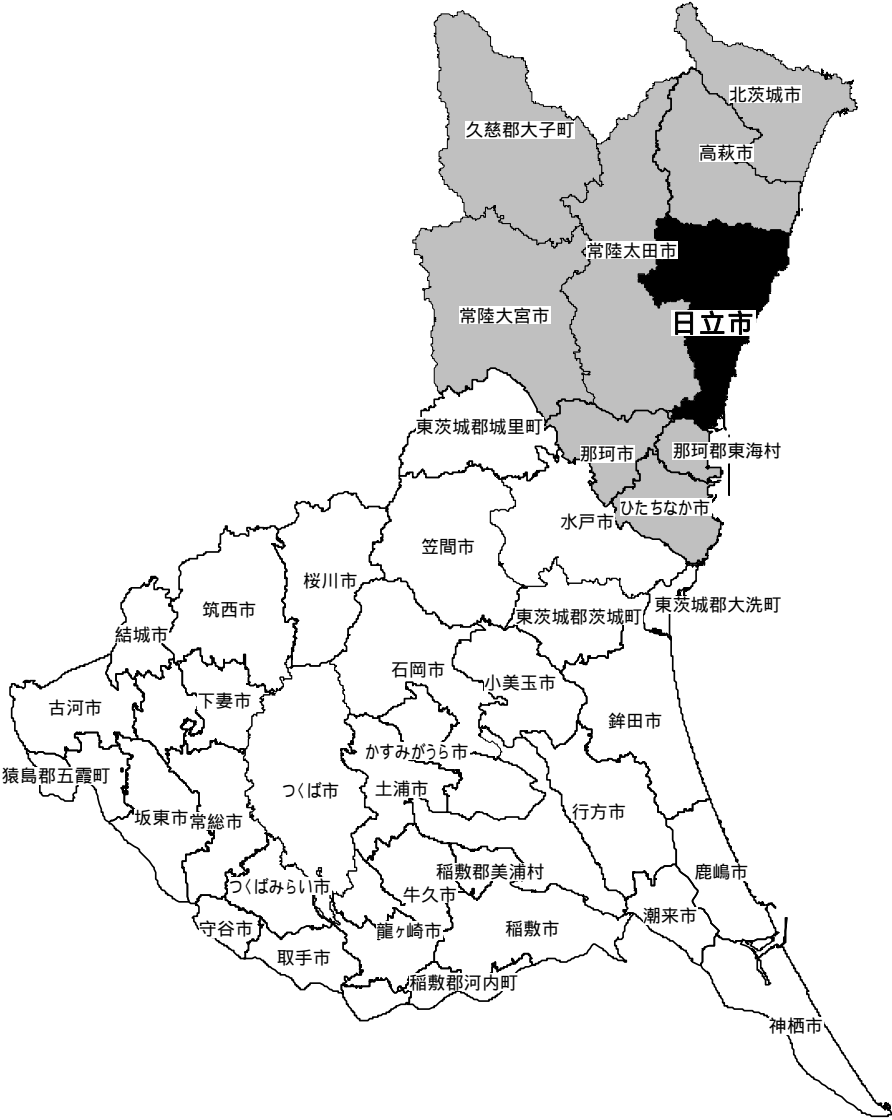 北茨城市
久慈郡大子町
高萩市
常陸太田市
常陸大宮市
日立市
東茨城郡城里町
那珂市
那珂郡東海村
ひたちなか市
水戸市
笠間市
桜川市
筑西市
東茨城郡茨城町
東茨城郡大洗町
結城市
石岡市
小美玉市
下妻市
古河市
鉾田市
かすみがうら市
猿島郡五霞町
つくば市
土浦市
行方市
坂東市
常総市
稲敷郡美浦村
鹿嶋市
つくばみらい市
牛久市
潮来市
守谷市
龍ヶ崎市
稲敷市
取手市
稲敷郡河内町
神栖市